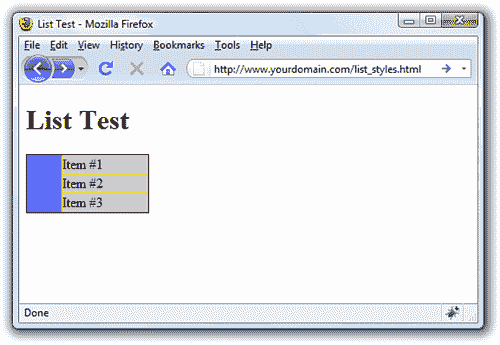 List Test - Mozilla Firefox
File Edit View History Bookmarks Tools Help
http://www.yourdomain.com/list_styles.html
List Test
Item #1
Item #2
Item #3
Done